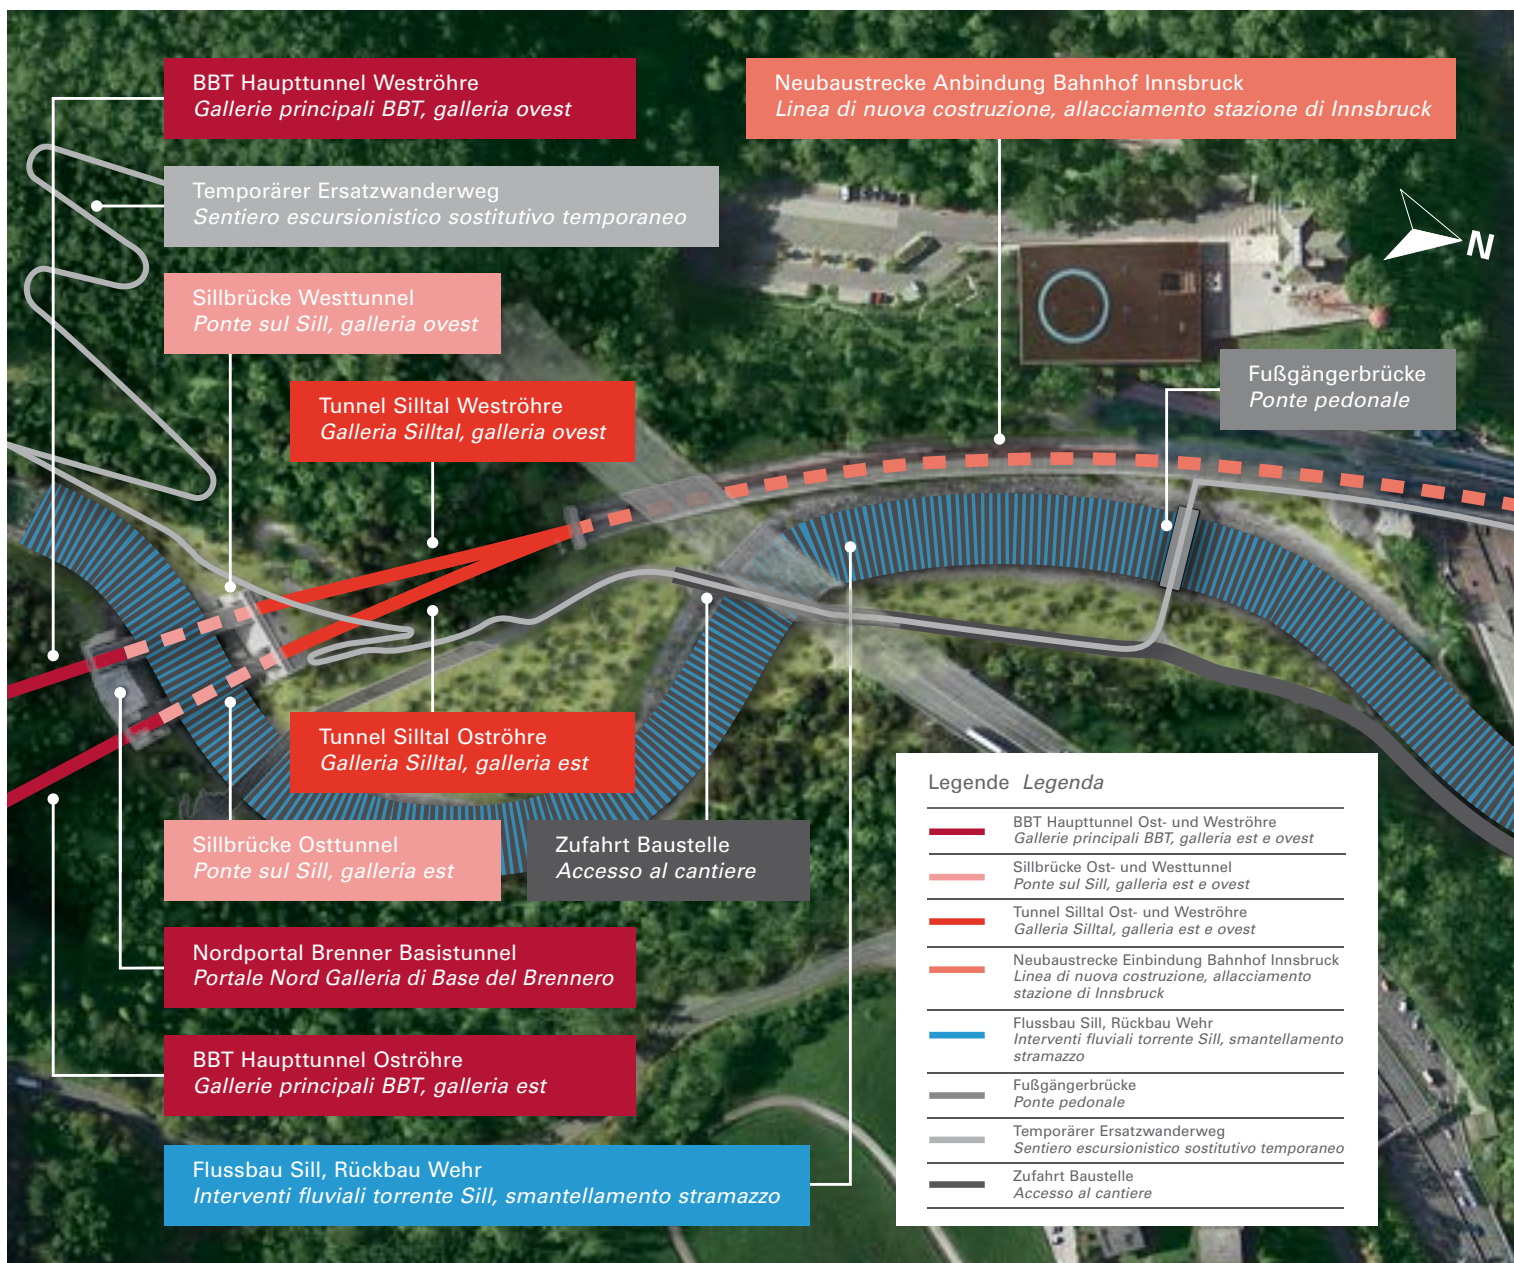 BBT Haupttunnel Weströhre
Gallerie principali BBT, galleria ovest
Neubaustrecke Anbindung Bahnhof Innsbruck
Linea di nuova costruzione, allacciamento stazione di Innsbruck
Temporärer Ersatzwanderweg
Sentiero escursionistico sostitutivo temporaneo
N
Sillbrücke Westtunnel
Ponte sul Sill, galleria ovest
Tunnel Silltal Weströhre
Galleria Silltal, galleria ovest
Fußgängerbrücke
Ponte pedonale
Tunnel Silltal Oströhre
Galleria Silltal, galleria est
Sillbrücke Osttunnel
Ponte sul Sill, galleria est
Zufahrt Baustelle
Accesso al cantiere
Nordportal Brenner Basistunnel
Portale Nord Galleria di Base del Brennero
BBT Haupttunnel Oströhre
Gallerie principali BBT, galleria est
Flussbau Sill, Rückbau Wehr
Interventi fluviali torrente Sill, smantellamento stramazzo
Legende Legenda
BBT Haupttunnel Ost- und Weströhre
Gallerie principali BBT, galleria est e ovest
Sillbrücke Ost- und Westtunnel
Ponte sul Sill, galleria est e ovest
Tunnel Silltal Ost- und Weströhre
Galleria Silltal, galleria est e ovest
Neubaustrecke Einbindung Bahnhof Innsbruck
Linea di nuova costruzione, allacciamento
stazione di Innsbruck
Flussbau Sill, Rückbau Wehr
Interventi fluviali torrente Sill, smantellamento
stramazzo
Fußgängerbrücke
Ponte pedonale
Temporärer Ersatzwanderweg
Sentiero escursionistico sostitutivo temporaneo
Zufahrt Baustelle
Accesso al cantiere